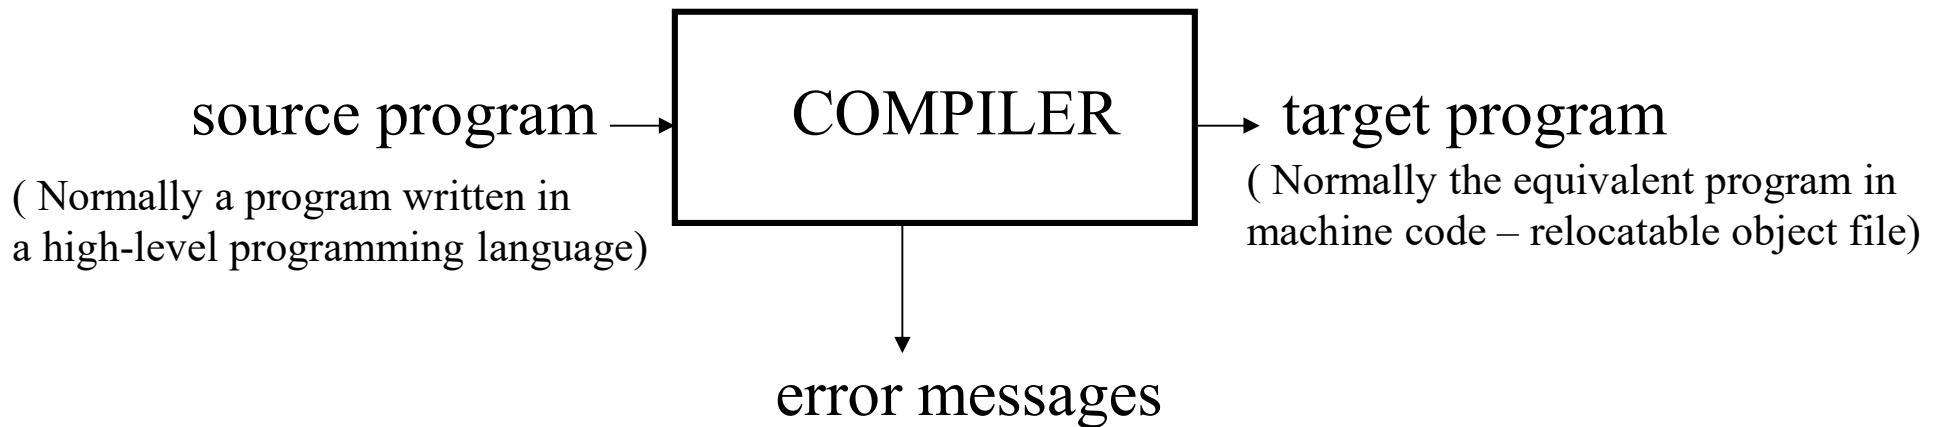 COMPILER
source program
target program
( Normally a program written in
a high-level programming language)
( Normally the equivalent program in
machine code – relocatable object file)
error messages